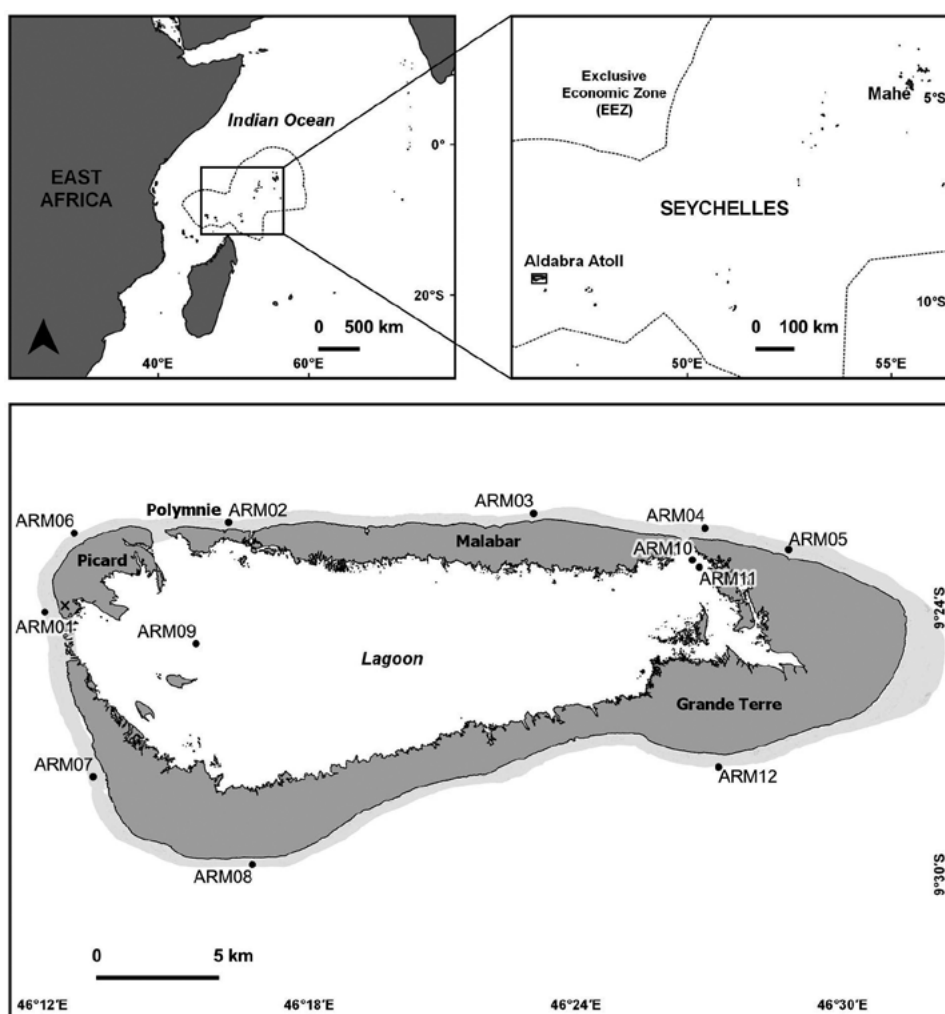 Indian Ocean
0°
EAST
AFRICA
20°S
0 500 km
40°E
60°E
Exclusive
Economic Zone
(EEZ)
Mahe
5°S
SEYCHELLES
Aldabra Atoll
10°S
0 100 km
50°E
55°E
ARM06
Polymnie
ARM02
ARM03
ARM04
ARM05
Picard
Malabar
ARM10
ARM11
ARM01
ARM09
Lagoon
9°24'S
Grande Terre
ARM07
ARM12
ARM08
9°30'S
0 5 km
46°12'E
46°18'E
46°24'E
46°30'E